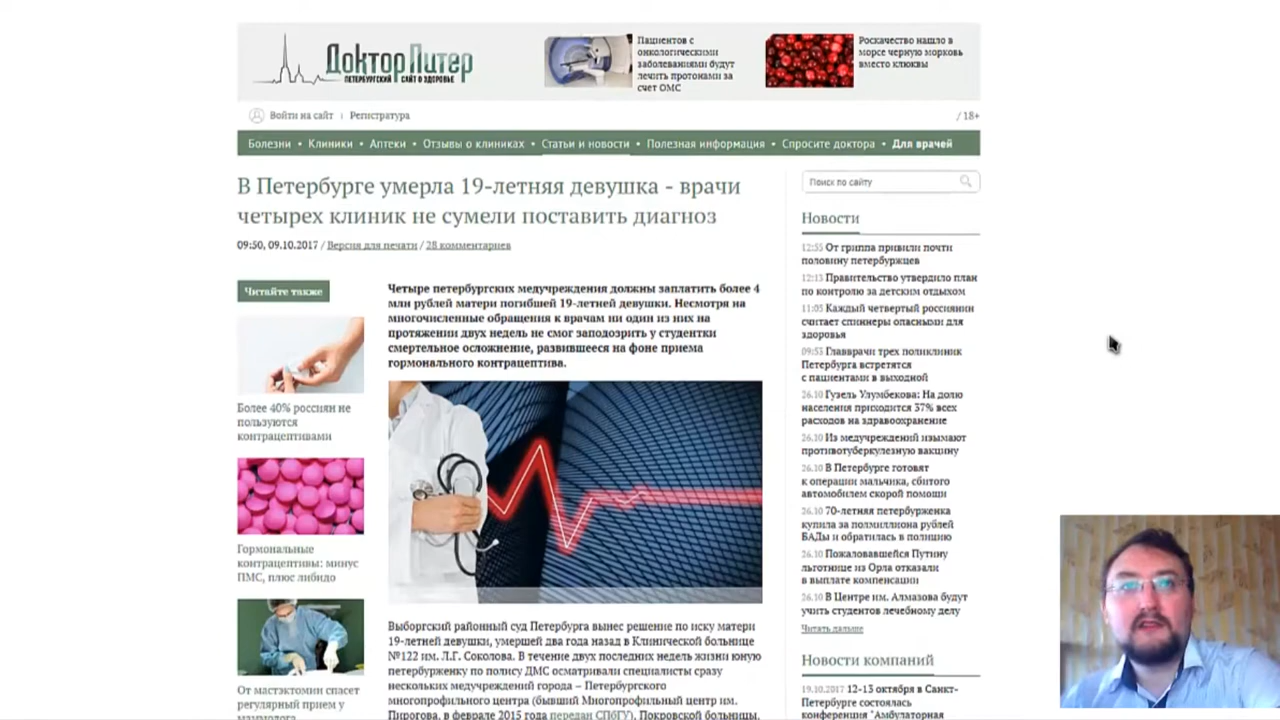 ДокторПитер
ПЕТЕРБУРГСКИЙ САЙТ О ЗДОРОВЬЕ
Пациентов с
онкологическими
заболеваниями будут
лечить протонами за
счет ОМС
Роскачество нашло в
морсе черную морковь
вместо клюквы
Войти на сайт | Регистратура
/ 18+
Болезни • Клиники • Аптеки • Отзывы о клиниках • Статьи и новости • Полезная информация • Спросите доктора • Для врачей
В Петербурге умерла 19-летняя девушка - врачи
четырех клиник не сумели поставить диагноз
09:50, 09.10.2017 / Версия для печати / 28 комментариев
Читайте также
Более 40% россиян не
пользуются
контрацептивами
Гормональные
контрацептивы: минус
ПМС, плюс либидо
От мастэктомии спасет
регулярный прием у
маммолога
Четыре петербургских медучреждения должны заплатить более 4
млн рублей матери погибшей 19-летней девушки. Несмотря на
многочисленные обращения к врачам ни один из них на
протяжении двух недель не смог заподозрить у студентки
смертельное осложнение, развившееся на фоне приема
гормонального контрацептива.
Выборгский районный суд Петербурга вынес решение по иску матери
19-летней девушки, умершей два года назад в Клинической больнице
№122 им. Л.Г. Соколова. В течение двух последних недель жизни юную
петербурженку по полису ДМС осматривали специалисты сразу
нескольких медучреждений города – Петербургского
многопрофильного центра (бывший Многопрофильный центр им.
Пирогова, в феврале 2015 года передан СПбГУ), Покровской больницы,
Поиск по сайту
Новости
12:55 От гриппа привили почти
половину петербуржцев
12:13 Правительство утвердило план
по контролю за детским отдыхом
11:05 Каждый четвертый россиянин
считает спиннеры опасными для
здоровья
09:53 Главврачи трех поликлиник
Петербурга встретятся
с пациентами в выходной
26.10 Гузель Улумбекова: На долю
населения приходится 37% всех
расходов на здравоохранение
26.10 Из медучреждений изымают
противотуберкулезную вакцину
26.10 В Петербурге готовят
к операции мальчика, сбитого
автомобилем скорой помощи
26.10 70-летняя петербурженка
купила за полмиллиона рублей
БАДы и обратилась в полицию
26.10 Пожаловавшейся Путину
льготнице из Орла отказали
в выплате компенсации
26.10 В Центре им. Алмазова будут
учить студентов лечебному делу
Читать дальше
Новости компаний
19.10.2017 12-13 октября в Санкт-
Петербурге состоялась
конференция "Амбулаторная